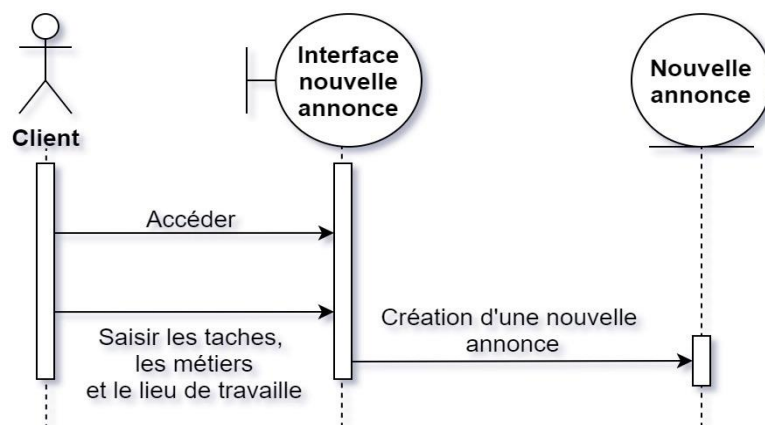 Interface
nouvelle
annonce
Nouvelle
annonce
Client
Accéder
Saisir les taches,
les métiers
et le lieu de travaille
Création d'une nouvelle
annonce